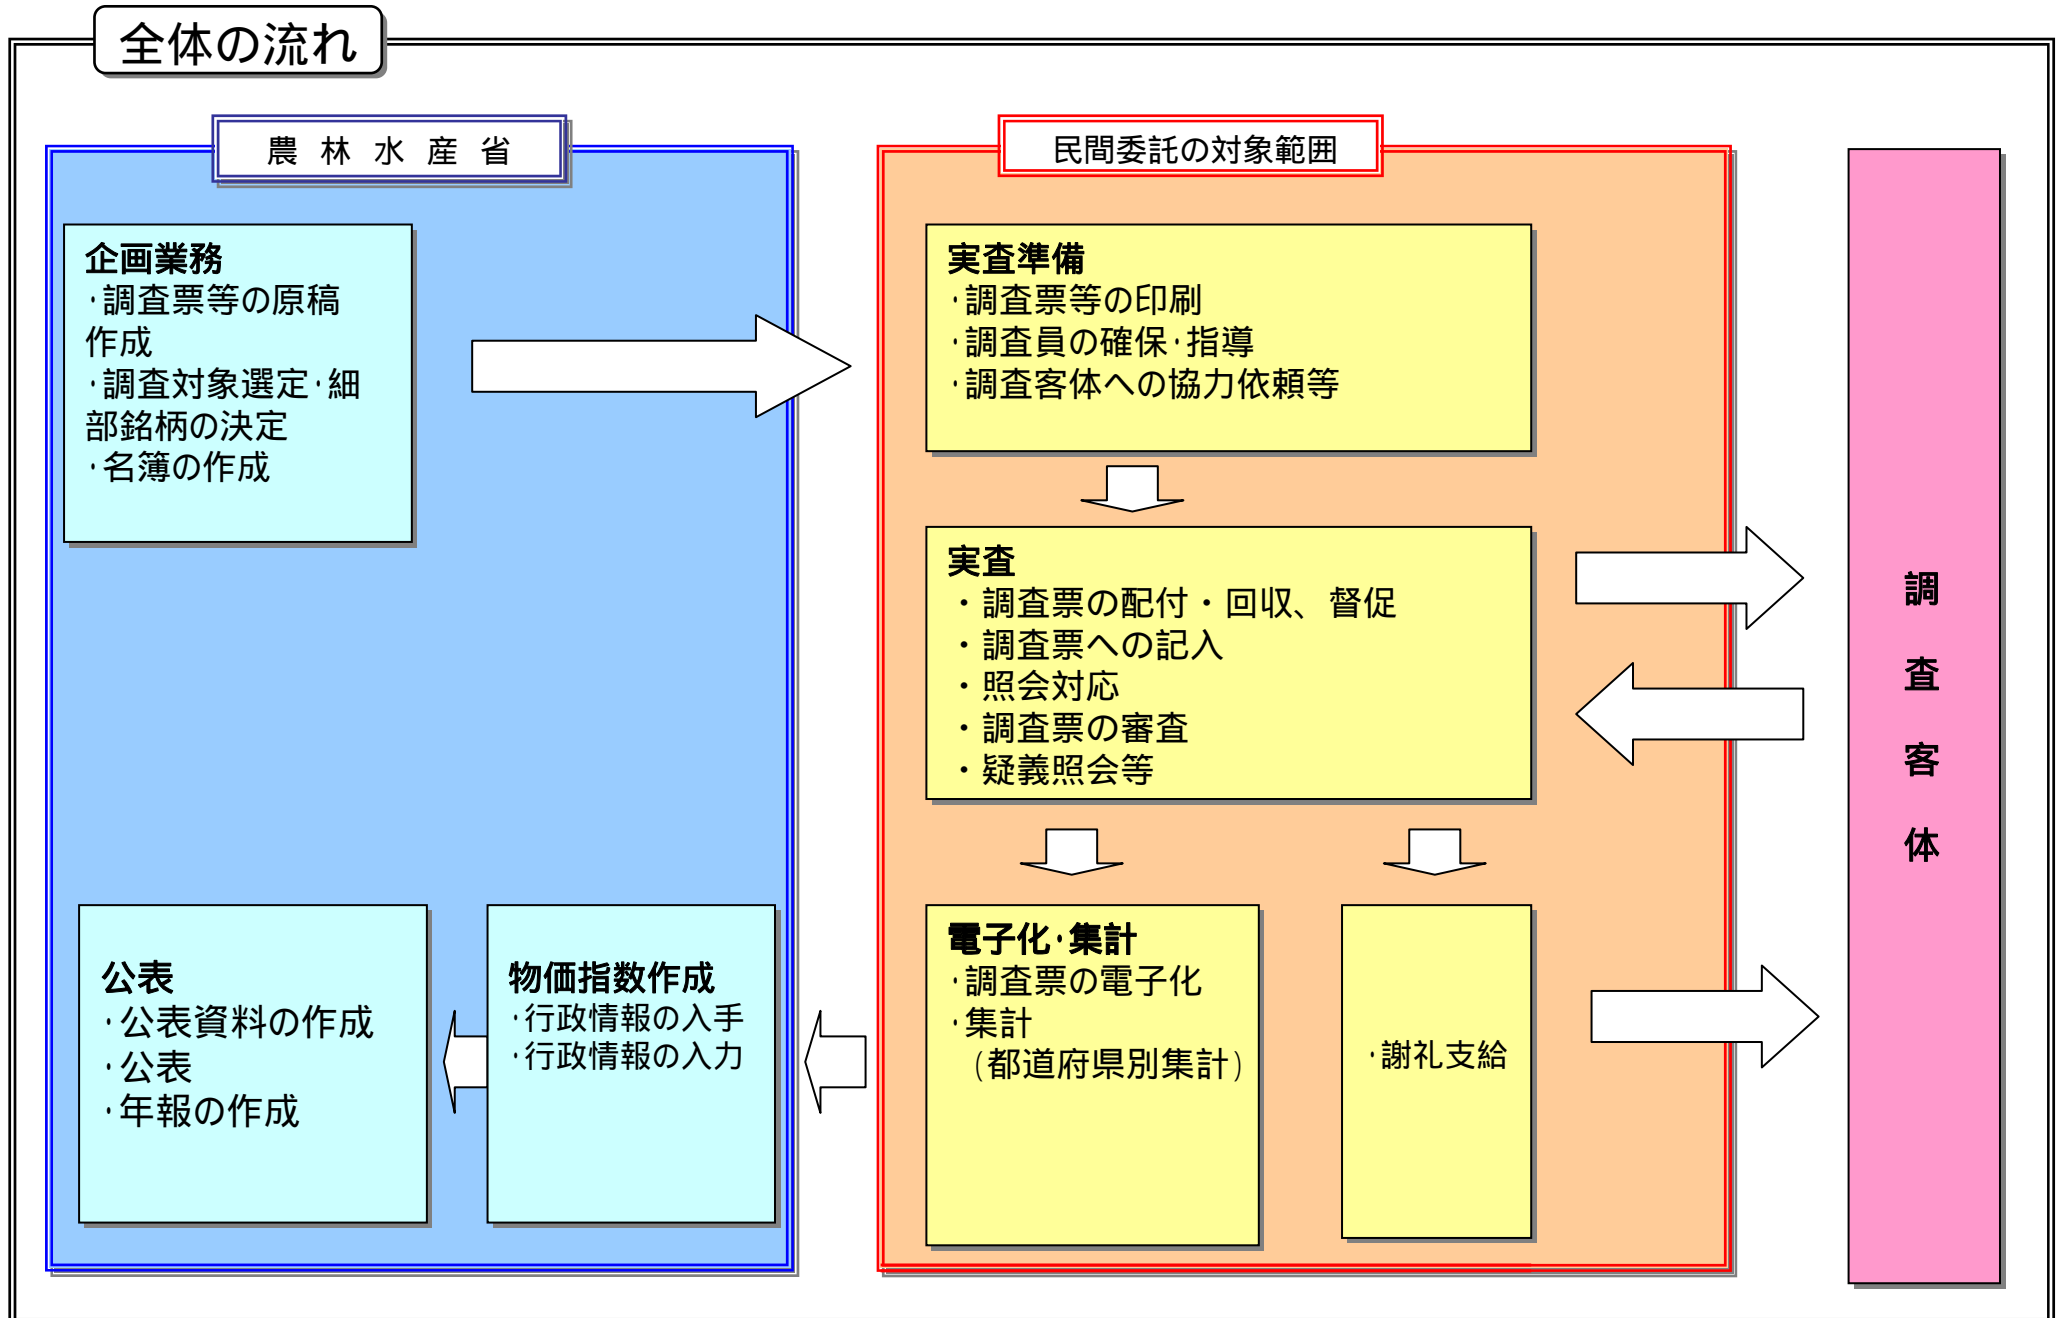 全体の流れ
農 林 水 産 省
企画業務
・調査票等の原稿
作成
・調査対象選定・細
部銘柄の決定
・名簿の作成
公表
・公表資料の作成
・公表
・年報の作成
物価指数作成
・行政情報の入手
・行政情報の入力
民間委託の対象範囲
実査準備
・調査票等の印刷
・調査員の確保・指導
・調査客体への協力依頼等
実査
・調査票の配付・回収、督促
・調査票への記入
・照会対応
・調査票の審査
・疑義照会等
電子化・集計
・調査票の電子化
・集計
（都道府県別集計）
・謝礼支給
調
査
客
体